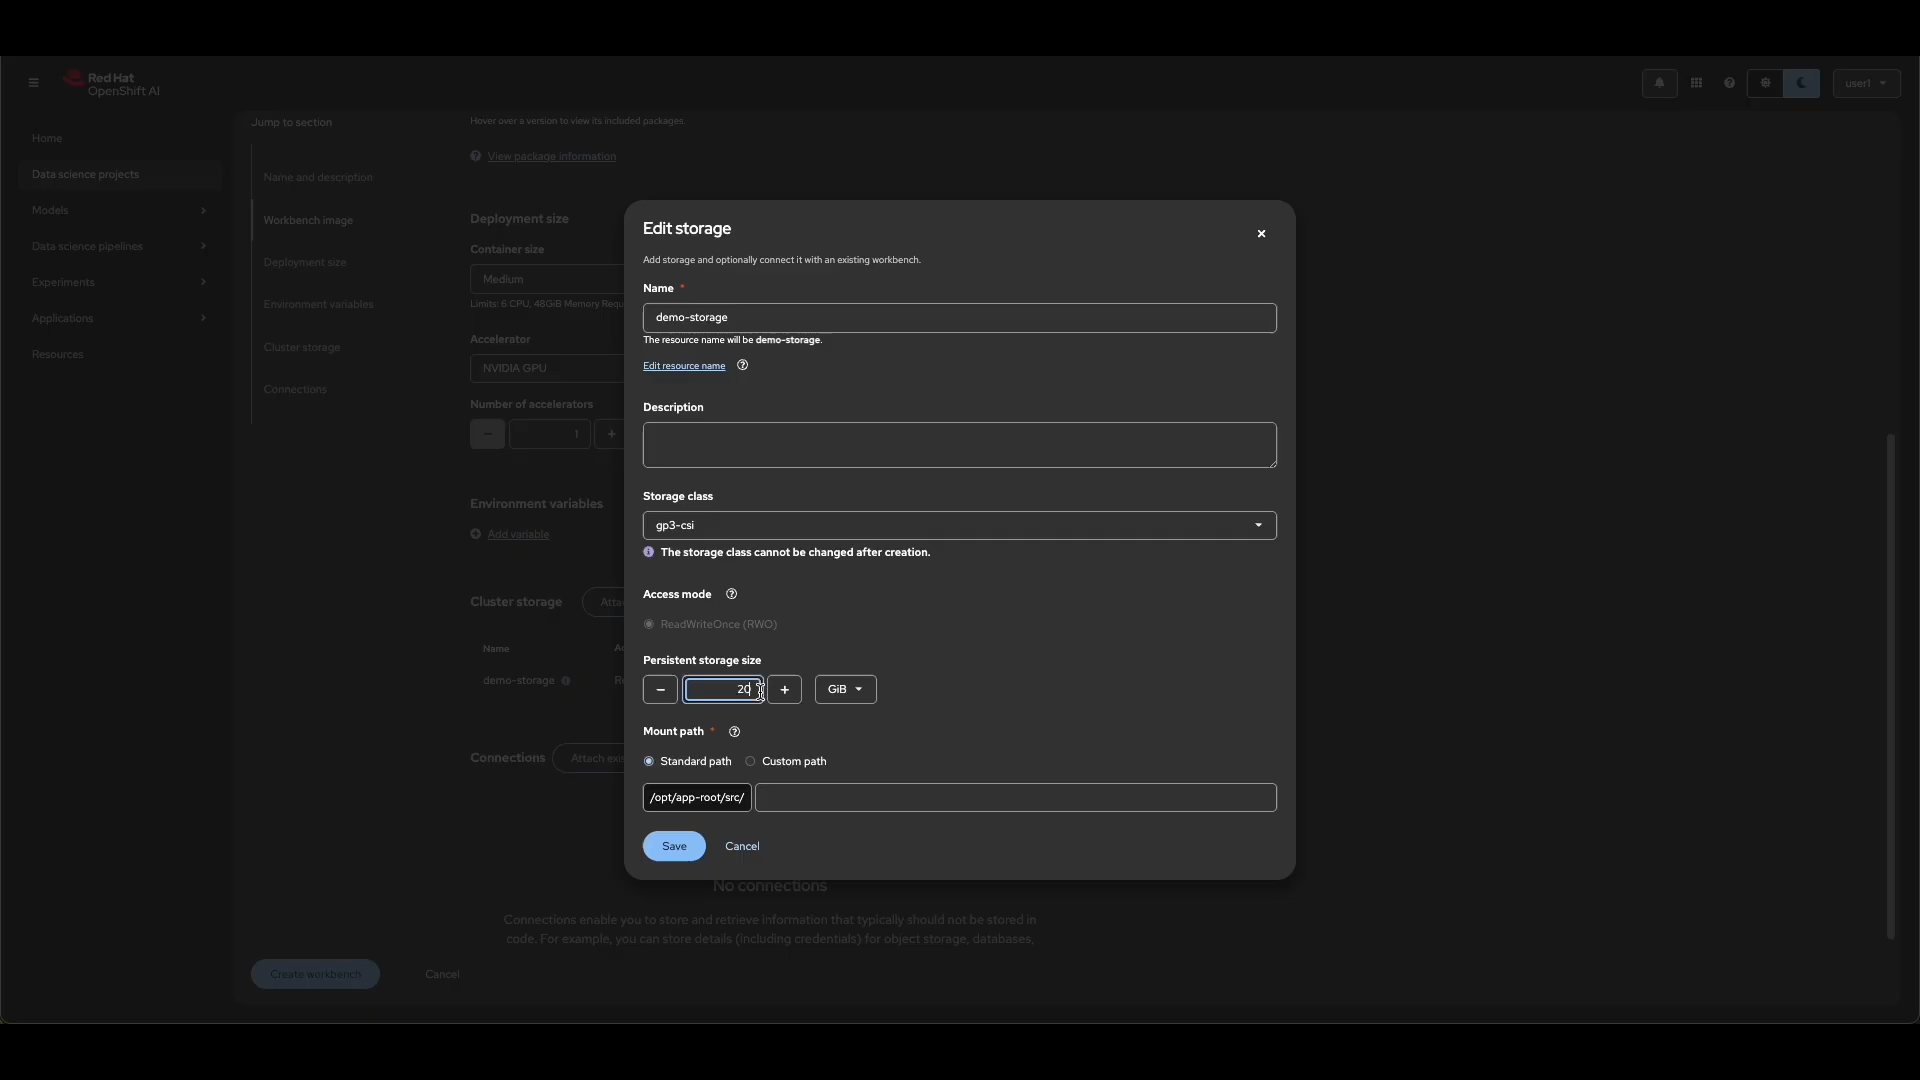 Red Hat
OpenShift AI
user1
Home
Data science projects
Models
Data science pipelines
Experiments
Applications
Resources
Jump to section
Name and description
Workbench image
Deployment size
Environment variables
Cluster storage
Connections
Hover over a version to view its included packages.
View package information
Deployment size
Container size
Medium
Limits: 6 CPU, 48GiB Memory Requ
Accelerator
NVIDIA GPU
Number of accelerators
1
Environment variables
Add variable
Cluster storage
Name
demo-storage
Connections
Attach
No connections
Connections enable you to store and retrieve information that typically should not be stored in
code. For example, you can store details (including credentials) for object storage, databases,
Create workbench
Cancel
Edit storage
Add storage and optionally connect it with an existing workbench.
Name *
demo-storage
The resource name will be demo-storage.
Edit resource name
Description
Storage class
gp3-csi
The storage class cannot be changed after creation.
Access mode
ReadWriteOnce (RWO)
Persistent storage size
20
GiB
Mount path *
Standard path
Custom path
/opt/app-root/src/
Save
Cancel